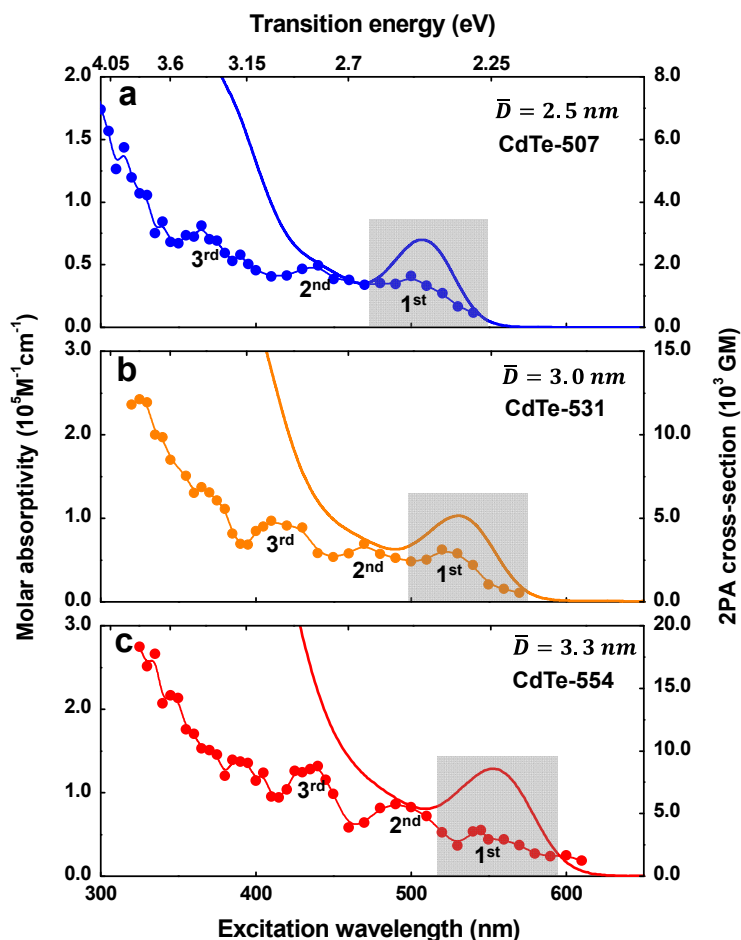 Transition energy (eV)
4.05 3.6 3.15 2.7 2.25
a
D̅ = 2.5 nm
CdTe-507
2.0
1.5
1.0
0.5
0.0
8.0
6.0
4.0
2.0
0.0
3rd
2nd
1st
b
D̅ = 3.0 nm
CdTe-531
3.0
2.0
1.0
0.0
15.0
10.0
5.0
0.0
3rd
2nd
1st
c
D̅ = 3.3 nm
CdTe-554
3.0
2.0
1.0
0.0
20.0
15.0
10.0
5.0
0.0
3rd
2nd
1st
300 400 500 600
Excitation wavelength (nm)
Molar absorptivity (10⁵M⁻¹cm⁻¹)
2PA cross-section (10³ GM)